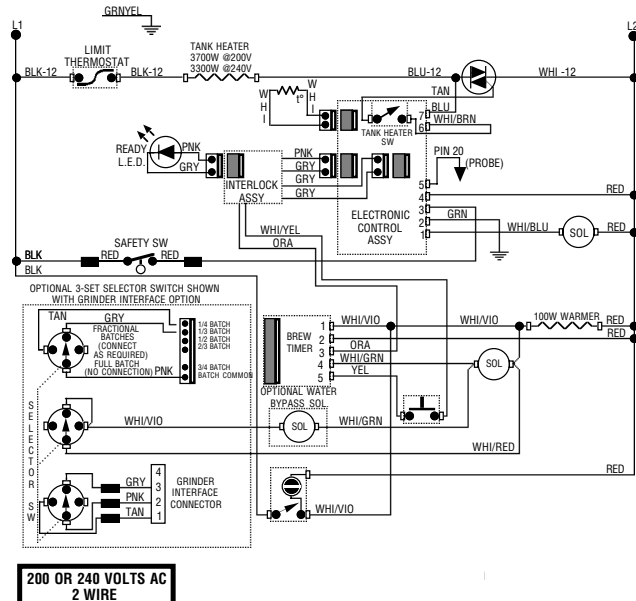 GRNYEL
L1
L2
LIMIT
THERMOSTAT
TANK HEATER
3700W @200V
3300W @240V
BLK-12
BLK-12
BLU-12
WHI -12
TAN
BLU
WHI/BRN
W
H
I
t°
W
H
I
7
6
TANK HEATER
SW
READY
L.E.D.
PNK
GRY
PNK
GRY
GRY
GRY
INTERLOCK
ASSY
PIN 20
(PROBE)
5
4
3
2
1
ELECTRONIC
CONTROL
ASSY
RED
GRN
WHI/BLU
SOL
RED
WHI/YEL
ORA
BLK
BLK
RED
SAFETY SW
RED
OPTIONAL 3-SET SELECTOR SWITCH SHOWN
WITH GRINDER INTERFACE OPTION
TAN
GRY
FRACTIONAL
BATCHES
(CONNECT
AS REQUIRED)
FULL BATCH
(NO CONNECTION)
PNK
1/4 BATCH
1/3 BATCH
1/2 BATCH
2/3 BATCH
3/4 BATCH
BATCH COMMON
BREW
TIMER
1
2
3
4
5
WHI/VIO
WHI/VIO
100W WARMER
RED
RED
ORA
WHI/GRN
YEL
SOL
OPTIONAL WATER
BYPASS SOL
SELECTOR SW
WHI/VIO
SOL
WHI/GRN
WHI/RED
RED
GRY
PNK
TAN
4
3
2
1
GRINDER
INTERFACE
CONNECTOR
WHI/VIO
200 OR 240 VOLTS AC
2 WIRE